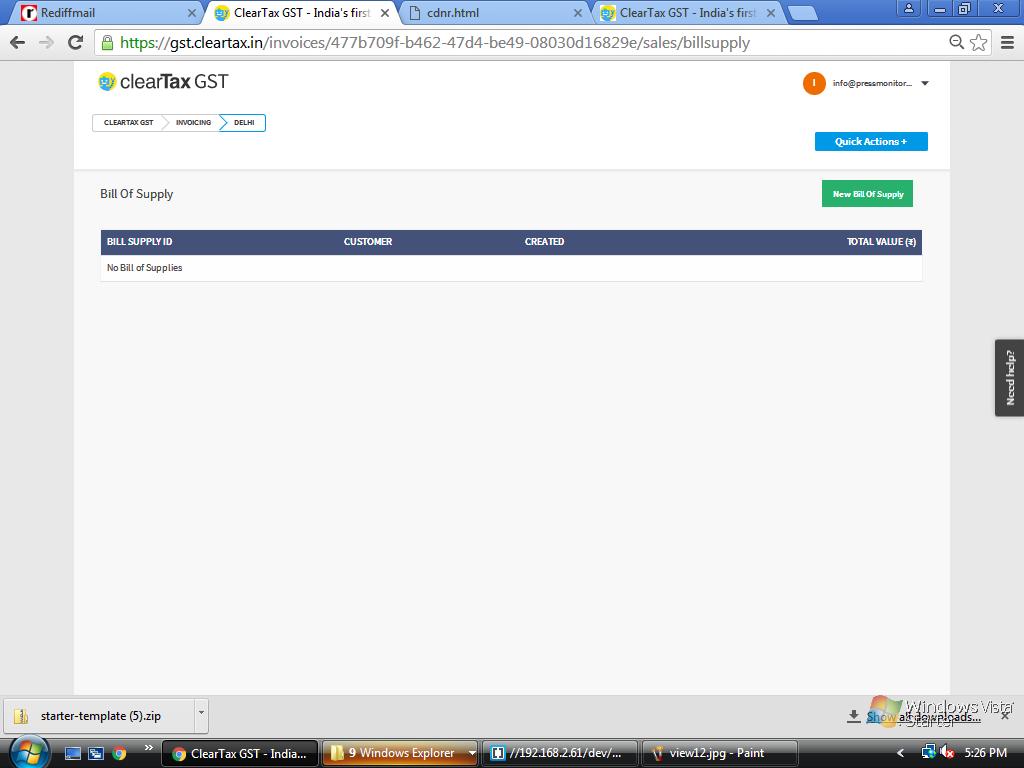 Rediffmail
ClearTax GST - India's first
cdnr.html
ClearTax GST - India's first
https://gst.cleartax.in/invoices/477b709f-b462-47d4-be49-08030d16829e/sales/billsupply
clearTax GST
I
info@pressmonitor...
CLEARTAX GST
INVOICING
DELHI
Quick Actions +
Bill Of Supply
New Bill Of Supply
BILL SUPPLY ID CUSTOMER CREATED TOTAL VALUE (₹)
No Bill of Supplies
Need help?
starter-template (5).zip
Windows Vista™
Starter
Show all downloads...
ClearTax GST - India...
9 Windows Explorer
//192.168.2.61/dev/...
view12.jpg - Paint
5:26 PM